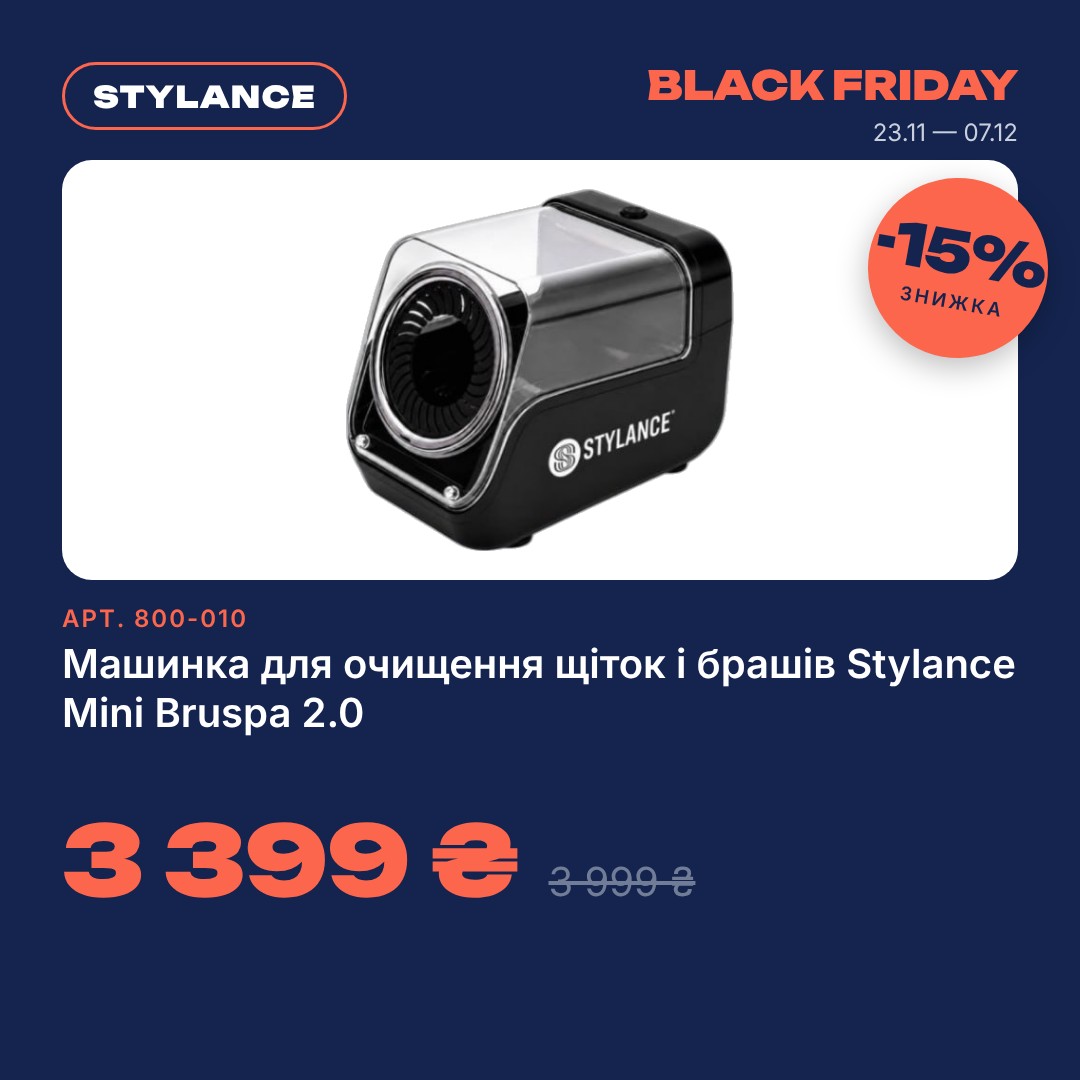 STYLANCE
BLACK FRIDAY
23.11 — 07.12
-15%
ЗНИЖКА
STYLANCE
АРТ. 800-010
Машинка для очищення щіток і брашів Stylance
Mini Bruspa 2.0
3 399 ₴
3 999 ₴